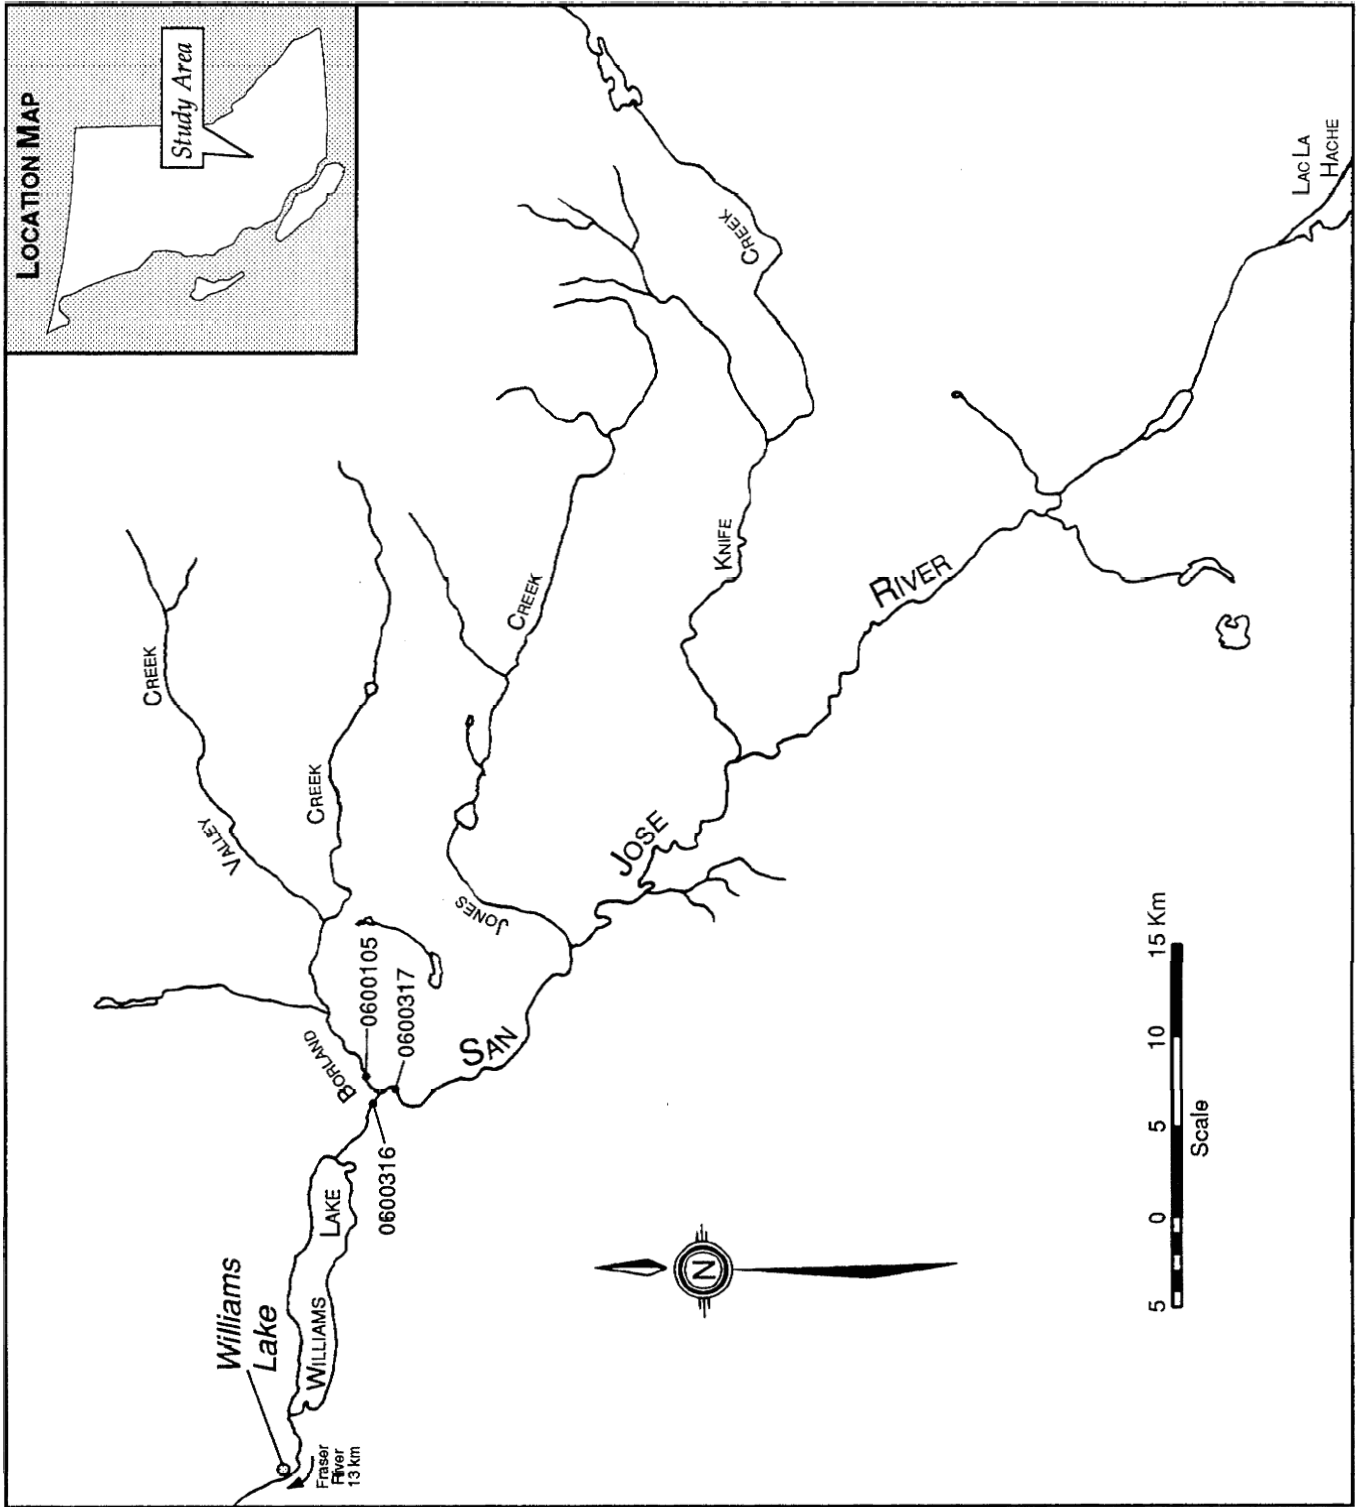 LOCATION MAP
Study Area
Williams
Lake
Fraser
River
13 km
WILLIAMS
LAKE
0600316
0600105
0600317
BORLAND
CREEK
VALLEY
CREEK
JONES
CREEK
KNIFE
CREEK
SAN
JOSE
RIVER
LAC LA
HACHE
N
5 0 5 10 15 Km
Scale